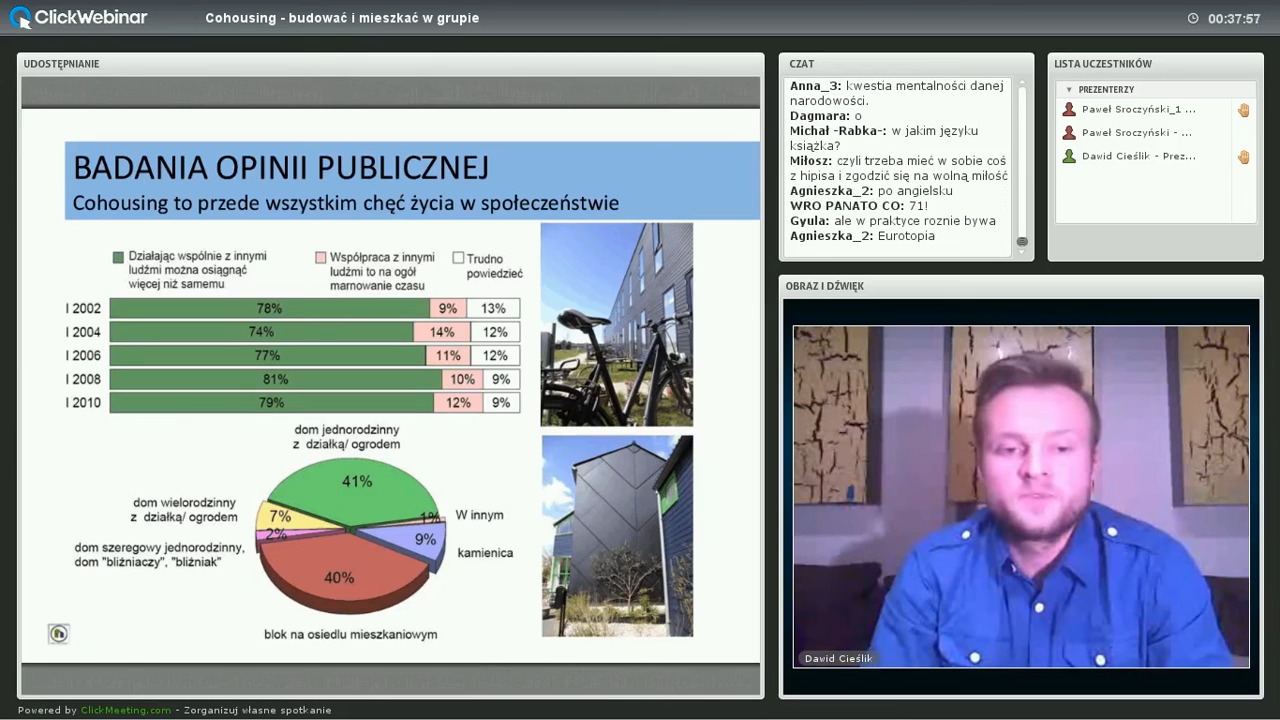 ClickWebinar
Cohousing - budować i mieszkać w grupie
00:37:57
UDOSTĘPNIANIE
BADANIA OPINII PUBLICZNEJ
Cohousing to przede wszystkim chęć życia w społeczeństwie
Działając wspólnie z innymi
ludźmi można osiągnąć
więcej niż samemu
Współpraca z innymi
ludźmi to na ogół
marnowanie czasu
Trudno
powiedzieć
I 2002 78% 9% 13%
I 2004 74% 14% 12%
I 2006 77% 11% 12%
I 2008 81% 10% 9%
I 2010 79% 12% 9%
dom jednorodzinny
z działką/ ogrodem
41%
dom wielorodzinny
z działką/ ogrodem
7%
1%
W innym
2%
9%
kamienica
dom szeregowy jednorodzinny,
dom "bliźniaczy", "bliźniak"
40%
blok na osiedlu mieszkaniowym
CZAT
Anna_3: kwestia mentalności danej
narodowości.
Dagmara: o
Michał -Rabka-: w jakim języku
książka?
Miłosz: czyli trzeba mieć w sobie coś
z hipisa i zgodzić się na wolną miłość
Agnieszka_2: po angielsku
WRO PANATO CO: 71!
Gyula: ale w praktyce roznie bywa
Agnieszka_2: Eurotopia
LISTA UCZESTNIKÓW
PREZENTERZY
Paweł Sroczyński_1 ...
Paweł Sroczyński - ...
Dawid Cieślik - Prez...
OBRAZ I DŹWIĘK
Dawid Cieślik
Powered by ClickMeeting.com - Zorganizuj własne spotkanie